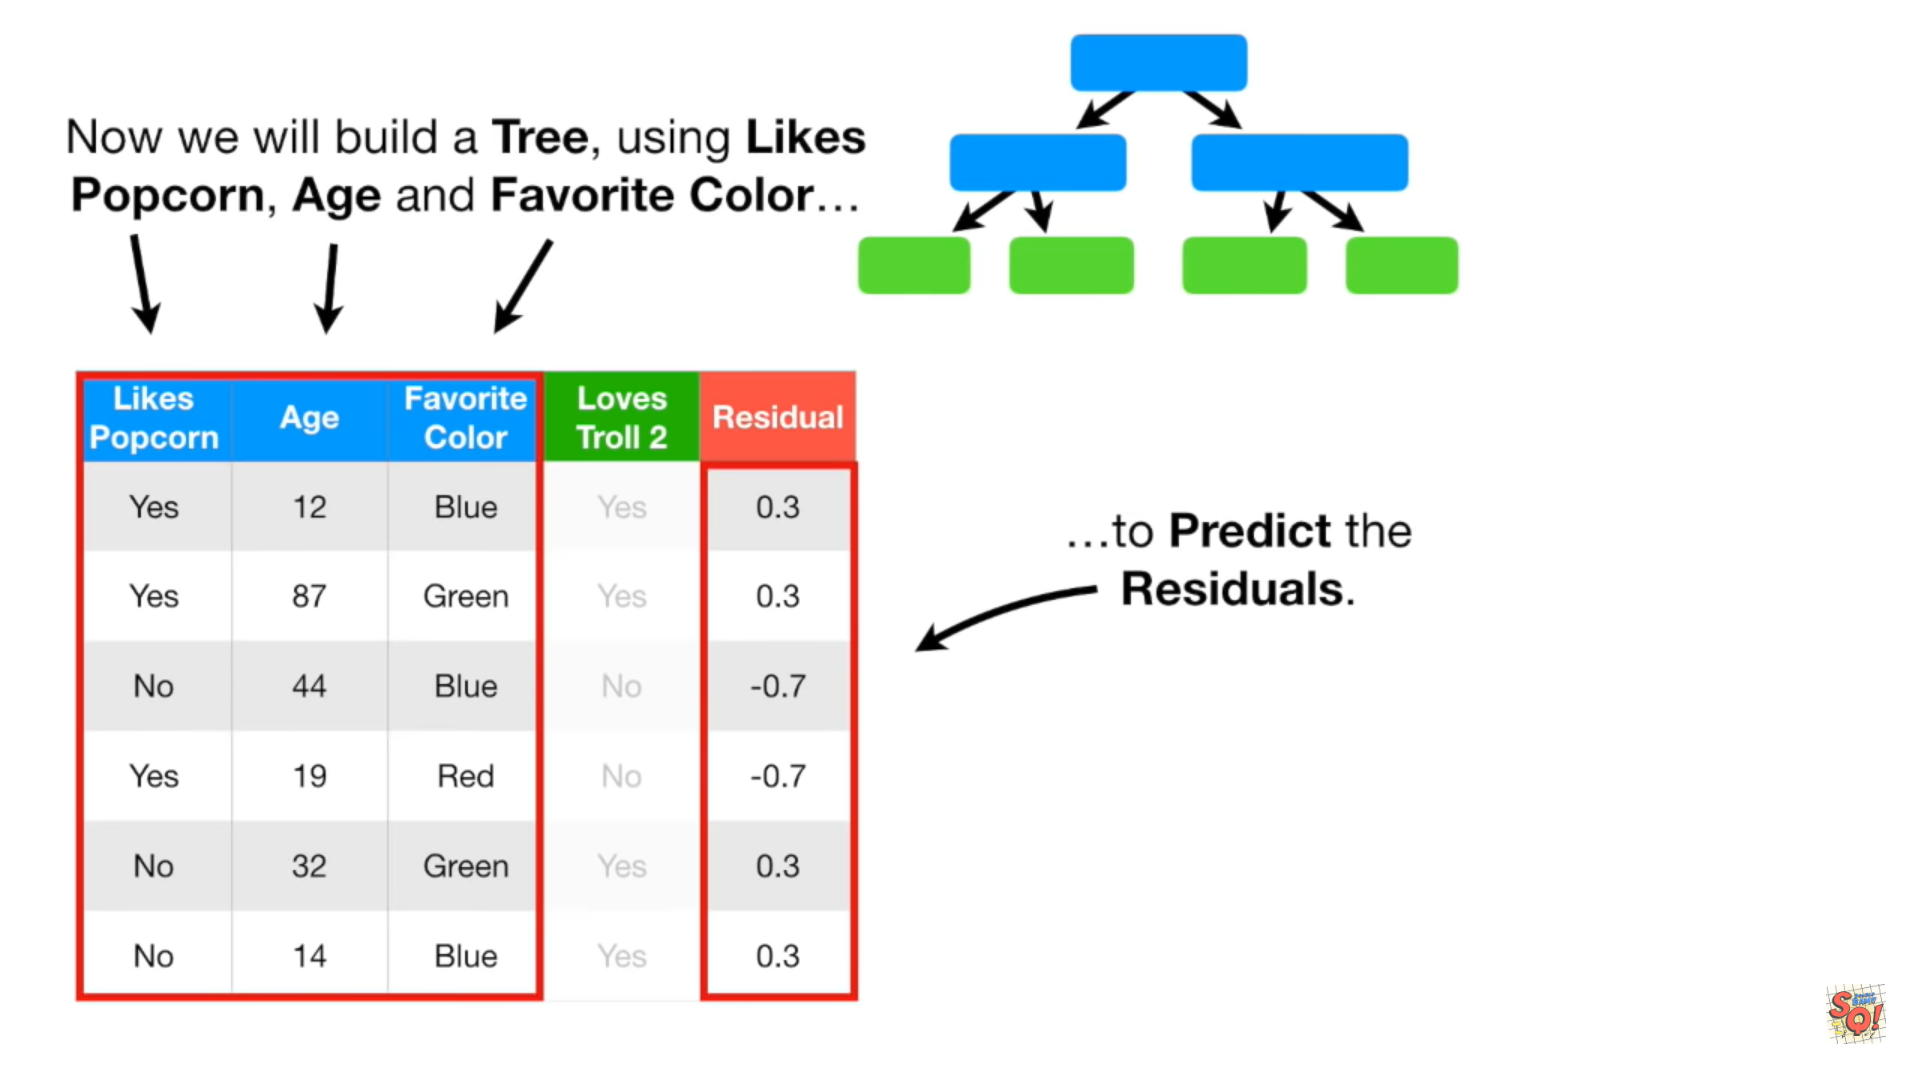 Now we will build a Tree, using Likes
Popcorn, Age and Favorite Color...
Likes Popcorn Age Favorite Color Loves Troll 2 Residual
Yes 12 Blue Yes 0.3
Yes 87 Green Yes 0.3
No 44 Blue No -0.7
Yes 19 Red No -0.7
No 32 Green Yes 0.3
No 14 Blue Yes 0.3
...to Predict the
Residuals.
SQ!